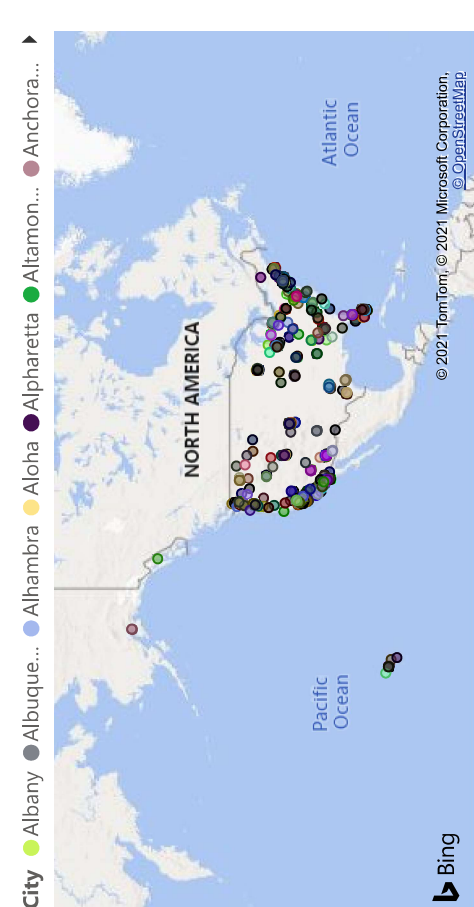 City Albany Albuque... Alhambra Aloha Alpharetta Altamon... Anchora...
NORTH AMERICA
Atlantic
Ocean
Pacific
Ocean
Bing
© 2021 TomTom, © 2021 Microsoft Corporation,
© OpenStreetMap